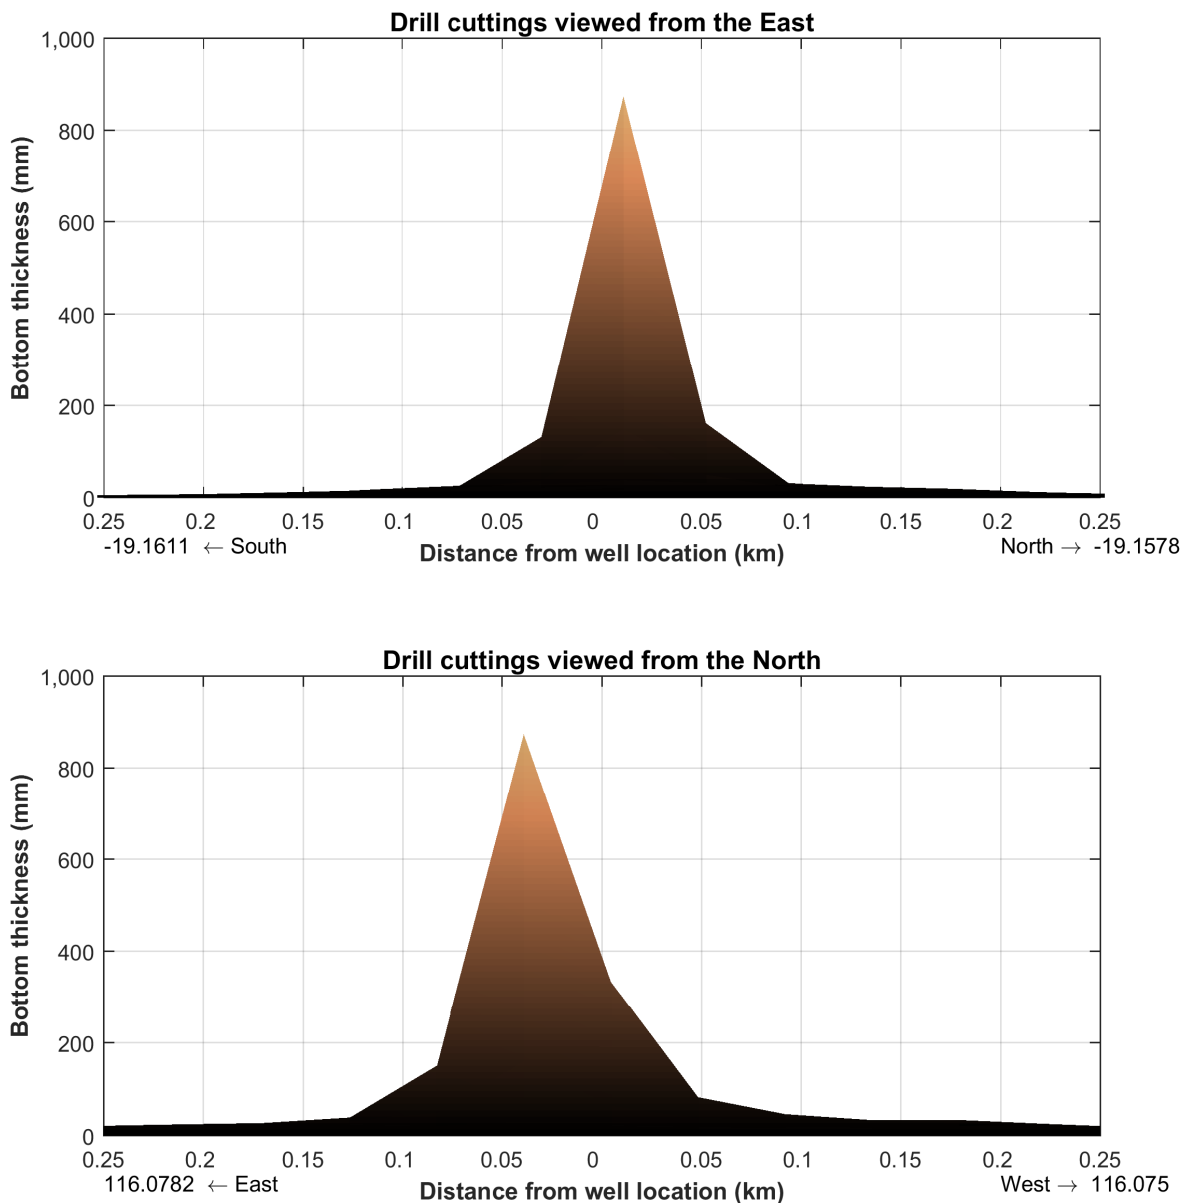 Drill cuttings viewed from the East
1,000
800
600
400
200
0
Bottom thickness (mm)
0.25 0.2 0.15 0.1 0.05 0 0.05 0.1 0.15 0.2 0.25
-19.1611 ← South North → -19.1578
Distance from well location (km)
Drill cuttings viewed from the North
1,000
800
600
400
200
0
Bottom thickness (mm)
0.25 0.2 0.15 0.1 0.05 0 0.05 0.1 0.15 0.2 0.25
116.0782 ← East West → 116.075
Distance from well location (km)